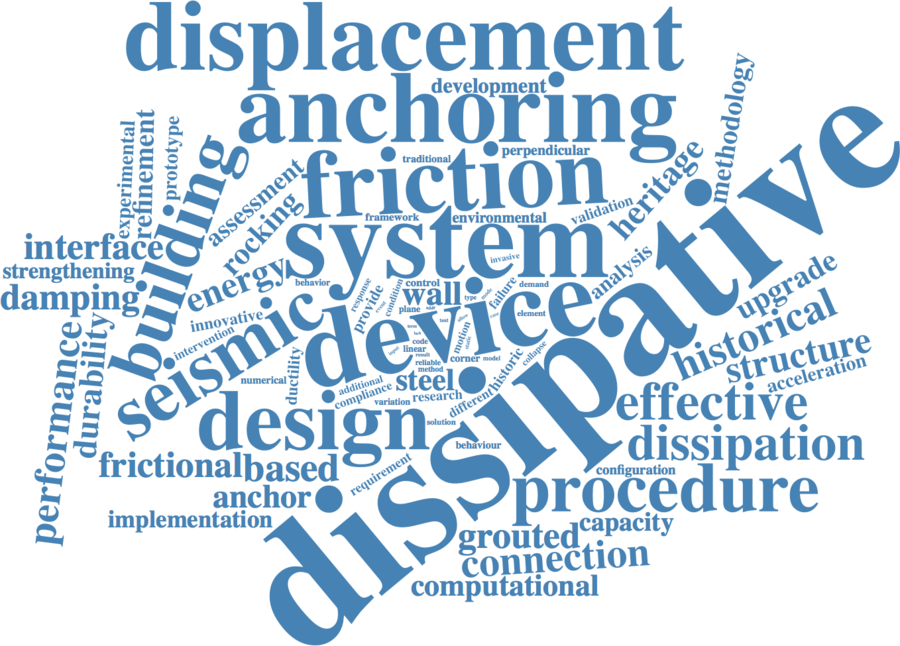 displacement
development
anchoring
methodology
dissipative
perpendicular
traditional
friction
heritage
experimental
refinement
prototype
building
assessment
rocking
framework
environmental
validation
system
interface
strengthening
damping
energy
invasive
analysis
upgrade
behavior
response
provide
condition
control
wall
type
failure
demand
plane
element
device
seismic
innovative
intervention
historical
structure
acceleration
performance
durability
code
motion
static
linear
result
corner
model
reliable
method
historic
collapse
ductility
numerical
additional
compliance
steel
variation
research
different
solution
design
effective
dissipation
behaviour
frictional
based
requirement
configuration
anchor
procedure
implementation
grouted
capacity
connection
computational